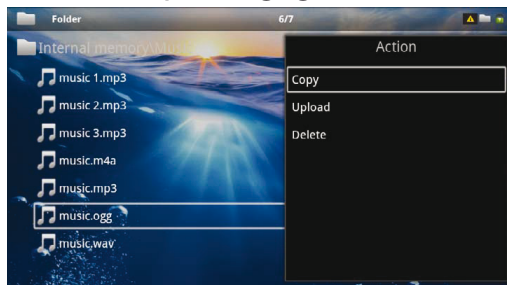 Folder 6/7
Internal memory\Mus
Action
music 1.mp3
music 2.mp3
music 3.mp3
music.m4a
music.mp3
music.ogg
music.wav
Copy
Upload
Delete